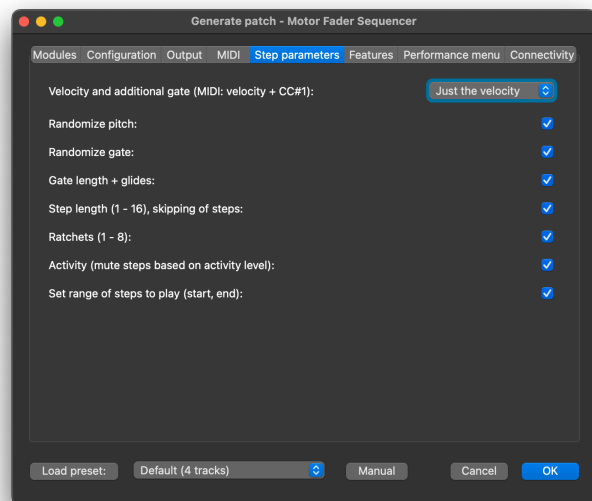 Generate patch - Motor Fader Sequencer
Modules Configuration Output MIDI Step parameters Features Performance menu Connectivity
Velocity and additional gate (MIDI: velocity + CC#1): Just the velocity
Randomize pitch:
Randomize gate:
Gate length + glides:
Step length (1 - 16), skipping of steps:
Ratchets (1 - 8):
Activity (mute steps based on activity level):
Set range of steps to play (start, end):
Load preset: Default (4 tracks) Manual Cancel OK